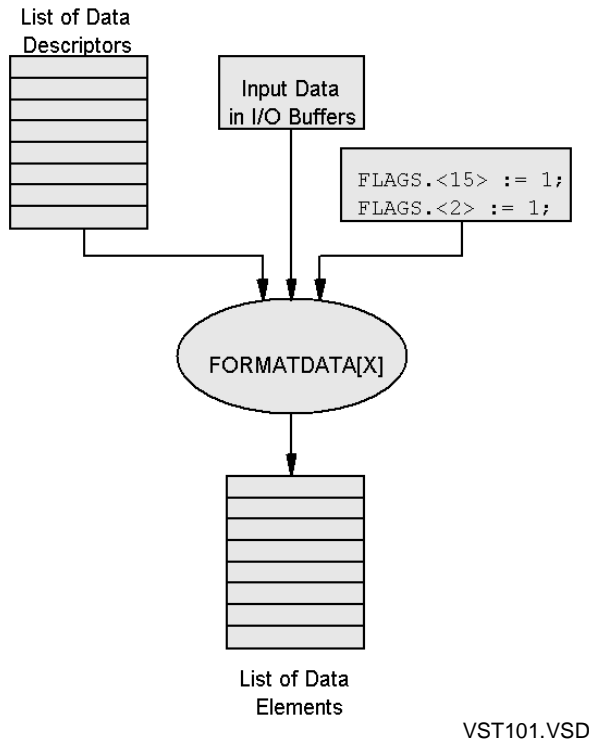 List of Data
Descriptors
Input Data
in I/O Buffers
FLAGS.<15> := 1;
FLAGS.<2> := 1;
FORMATDATA[X]
List of Data
Elements
VST101.VSD